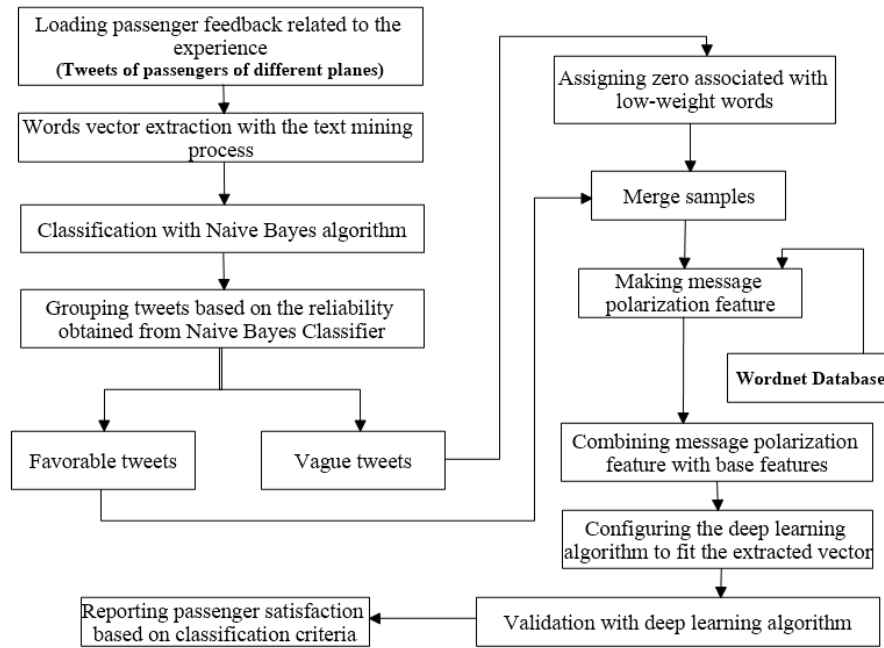 Loading passenger feedback related to the
experience
(Tweets of passengers of different planes)
Words vector extraction with the text mining
process
Classification with Naive Bayes algorithm
Grouping tweets based on the reliability
obtained from Naive Bayes Classifier
Favorable tweets
Vague tweets
Assigning zero associated with
low-weight words
Merge samples
Making message
polarization feature
Wordnet Database
Combining message polarization
feature with base features
Configuring the deep learning
algorithm to fit the extracted vector
Validation with deep learning algorithm
Reporting passenger satisfaction
based on classification criteria